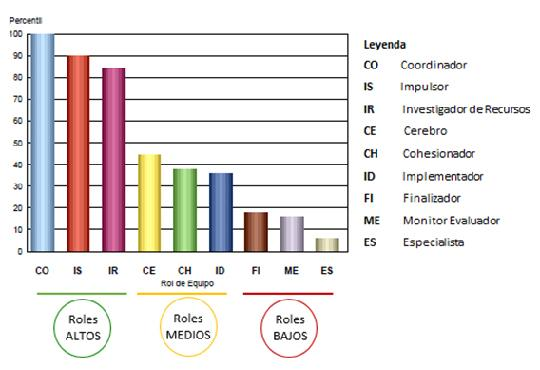 Percentil
100
90
80
70
60
50
40
30
20
10
0
CO IS IR CE CH ID FI ME ES
Rol de Equipo
Roles ALTOS
Roles MEDIOS
Roles BAJOS
Leyenda
CO Coordinador
IS Impulsor
IR Investigador de Recursos
CE Cerebro
CH Cohesionador
ID Implementador
FI Finalizador
ME Monitor Evaluador
ES Especialista